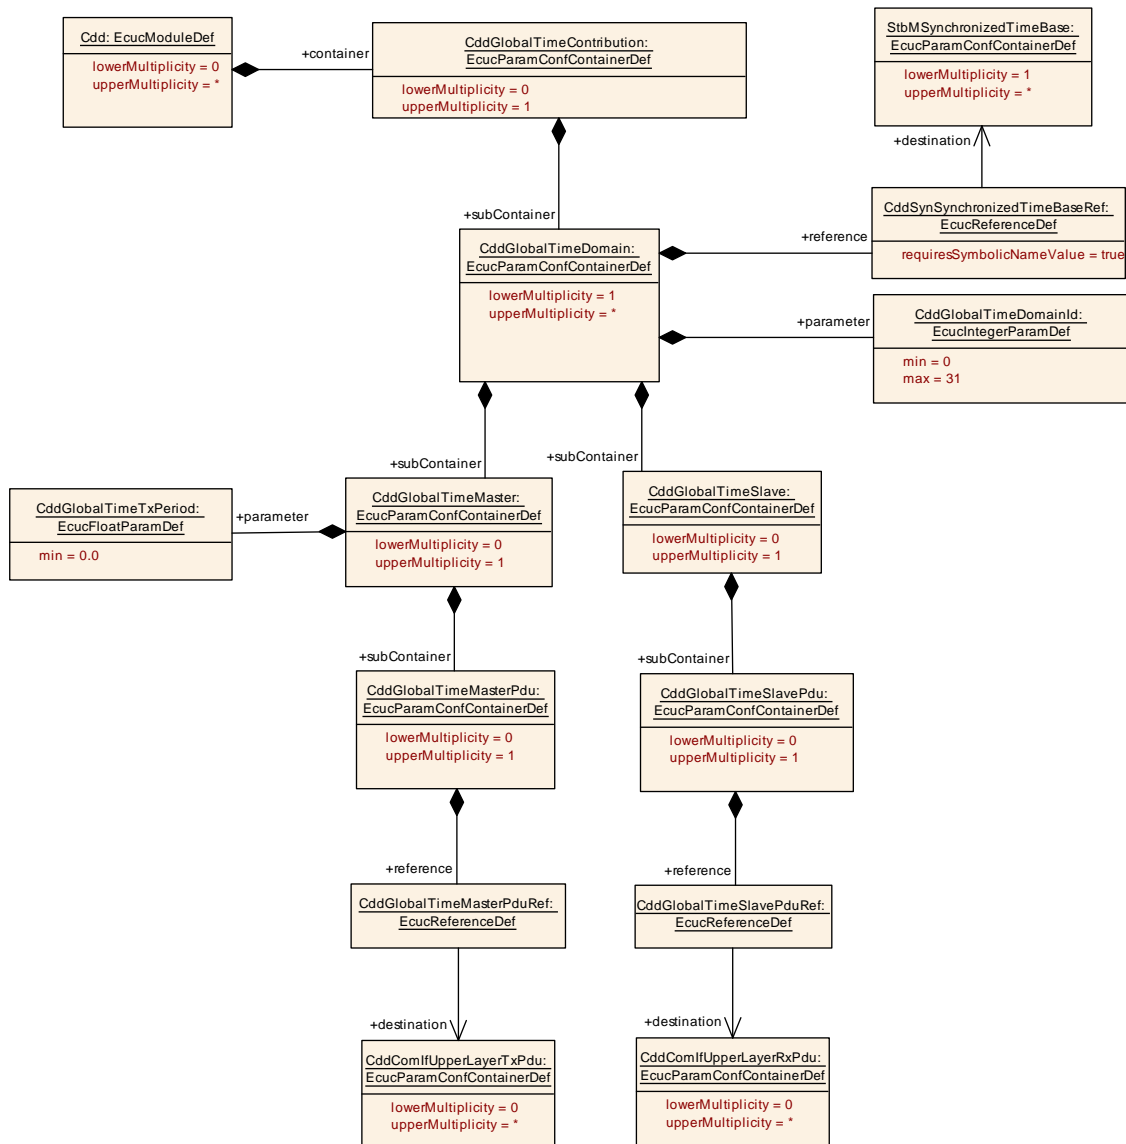 Cdd: EcucModuleDef
lowerMultiplicity = 0
upperMultiplicity = *
+container
CddGlobalTimeContribution:
EcucParamConfContainerDef
lowerMultiplicity = 0
upperMultiplicity = 1
StbMSynchronizedTimeBase:
EcucParamConfContainerDef
lowerMultiplicity = 1
upperMultiplicity = *
+destination
+subContainer
CddGlobalTimeDomain:
EcucParamConfContainerDef
lowerMultiplicity = 1
upperMultiplicity = *
+reference
CddSynSynchronizedTimeBaseRef:
EcucReferenceDef
requiresSymbolicNameValue = true
+parameter
CddGlobalTimeDomainId:
EcucIntegerParamDef
min = 0
max = 31
+subContainer
+subContainer
CddGlobalTimeTxPeriod:
EcucFloatParamDef
min = 0.0
+parameter
CddGlobalTimeMaster:
EcucParamConfContainerDef
lowerMultiplicity = 0
upperMultiplicity = 1
CddGlobalTimeSlave:
EcucParamConfContainerDef
lowerMultiplicity = 0
upperMultiplicity = 1
+subContainer
+subContainer
CddGlobalTimeMasterPdu:
EcucParamConfContainerDef
lowerMultiplicity = 0
upperMultiplicity = 1
CddGlobalTimeSlavePdu:
EcucParamConfContainerDef
lowerMultiplicity = 0
upperMultiplicity = 1
+reference
+reference
CddGlobalTimeMasterPduRef:
EcucReferenceDef
CddGlobalTimeSlavePduRef:
EcucReferenceDef
+destination
+destination
CddComIfUpperLayerTxPdu:
EcucParamConfContainerDef
lowerMultiplicity = 0
upperMultiplicity = *
CddComIfUpperLayerRxPdu:
EcucParamConfContainerDef
lowerMultiplicity = 0
upperMultiplicity = *